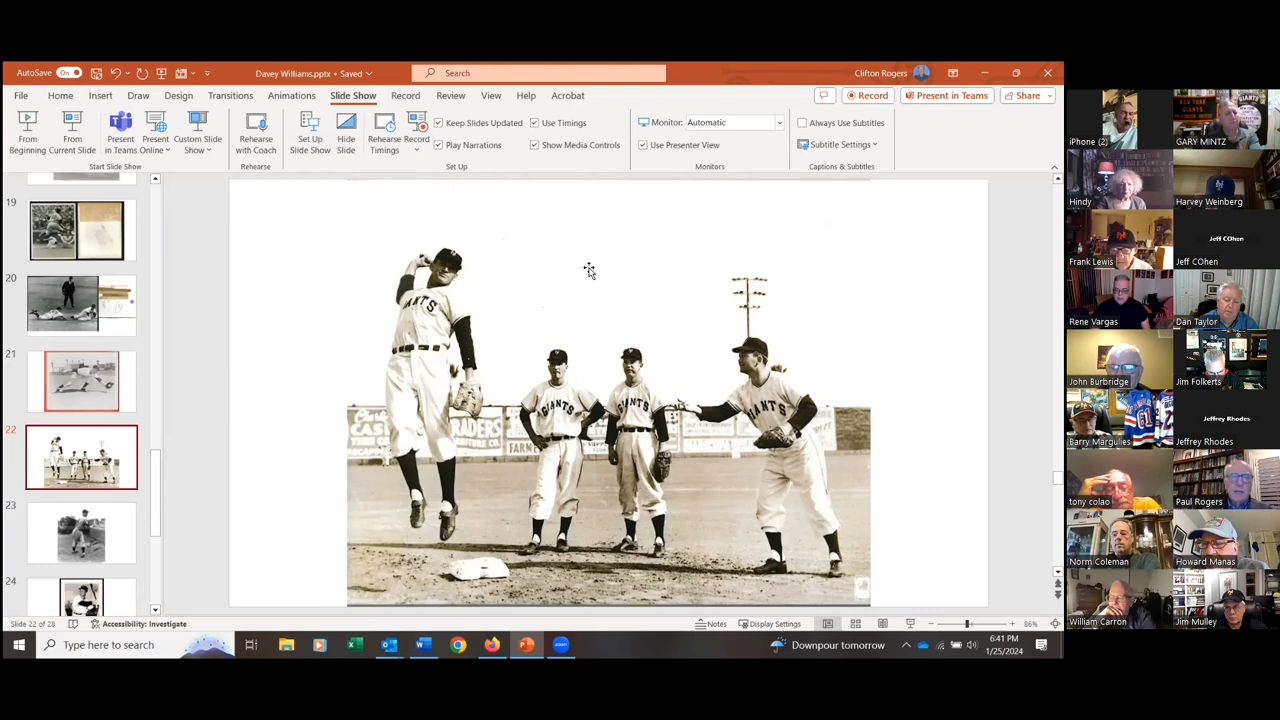 AutoSave On Davey Williams.pptx • Saved Search Clifton Rogers
File Home Insert Draw Design Transitions Animations Slide Show Record Review View Help Acrobat Record Present in Teams Share
From Beginning
From Current Slide
Present in Teams
Present Online
Custom Slide Show
Rehearse with Coach
Set Up Slide Show
Hide Slide
Rehearse Timings
Record
Keep Slides Updated
Play Narrations
Use Timings
Show Media Controls
Monitor: Automatic
Use Presenter View
Always Use Subtitles
Subtitle Settings
Start Slide Show Rehearse Set Up Monitors Captions & Subtitles
19
20
21
22
23
24
GIANTS
GIANTS
GIANTS
GIANTS
TRADERS
Slide 22 of 28 Accessibility: Investigate Notes Display Settings 86%
Type here to search Downpour tomorrow 6:41 PM
1/25/2024
iPhone (2) GARY MINTZ
Hindy Harvey Weinberg
Jeff COhen
Frank Lewis Jeff COhen
Rene Vargas Dan Taylor
John Burbridge Jim Folkerts
Jeffrey Rhodes
Barry Margulies Jeffrey Rhodes
tony colao Paul Rogers
Norm Coleman Howard Manas
William Carron Jim Mulley